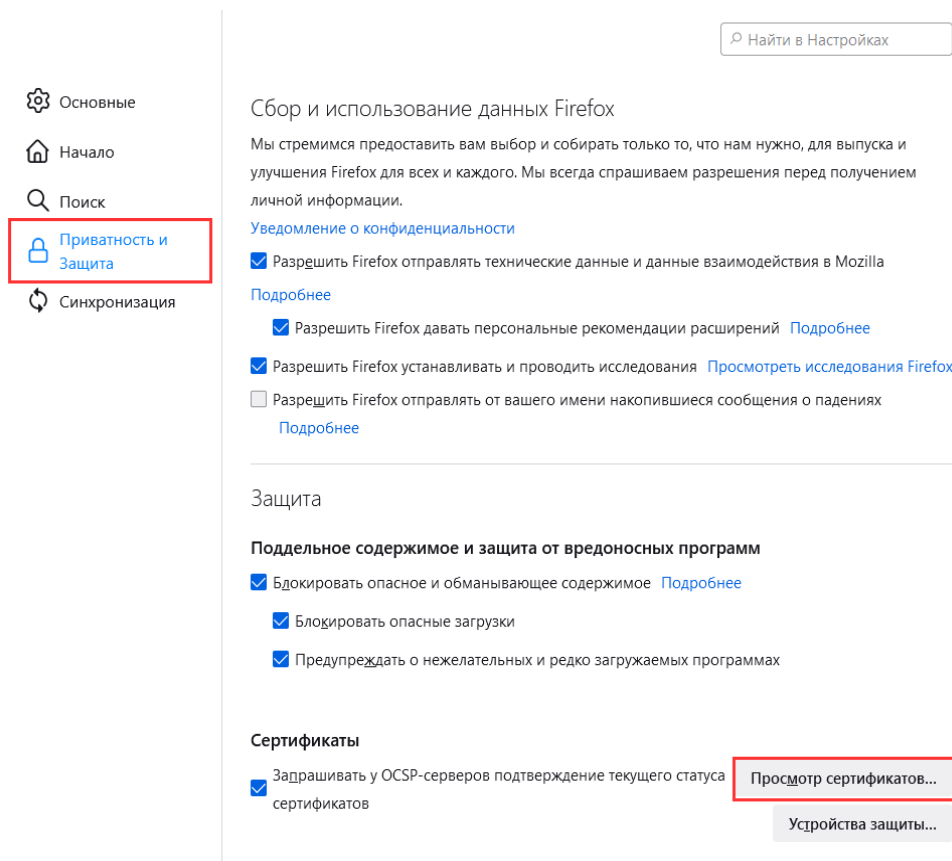 Найти в Настройках
Основные
Начало
Поиск
Приватность и
Защита
Синхронизация
Сбор и использование данных Firefox
Мы стремимся предоставить вам выбор и собирать только то, что нам нужно, для выпуска и
улучшения Firefox для всех и каждого. Мы всегда спрашиваем разрешения перед получением
личной информации.
Уведомление о конфиденциальности
Разрешить Firefox отправлять технические данные и данные взаимодействия в Mozilla
Подробнее
Разрешить Firefox давать персональные рекомендации расширений Подробнее
Разрешить Firefox устанавливать и проводить исследования Просмотреть исследования Firefox
Разрешить Firefox отправлять от вашего имени накопившиеся сообщения о падениях
Подробнее
Защита
Поддельное содержимое и защита от вредоносных программ
Блокировать опасное и обманывающее содержимое Подробнее
Блокировать опасные загрузки
Предупреждать о нежелательных и редко загружаемых программах
Сертификаты
Запрашивать у OCSP-серверов подтверждение текущего статуса
сертификатов
Просмотр сертификатов...
Устройства защиты...